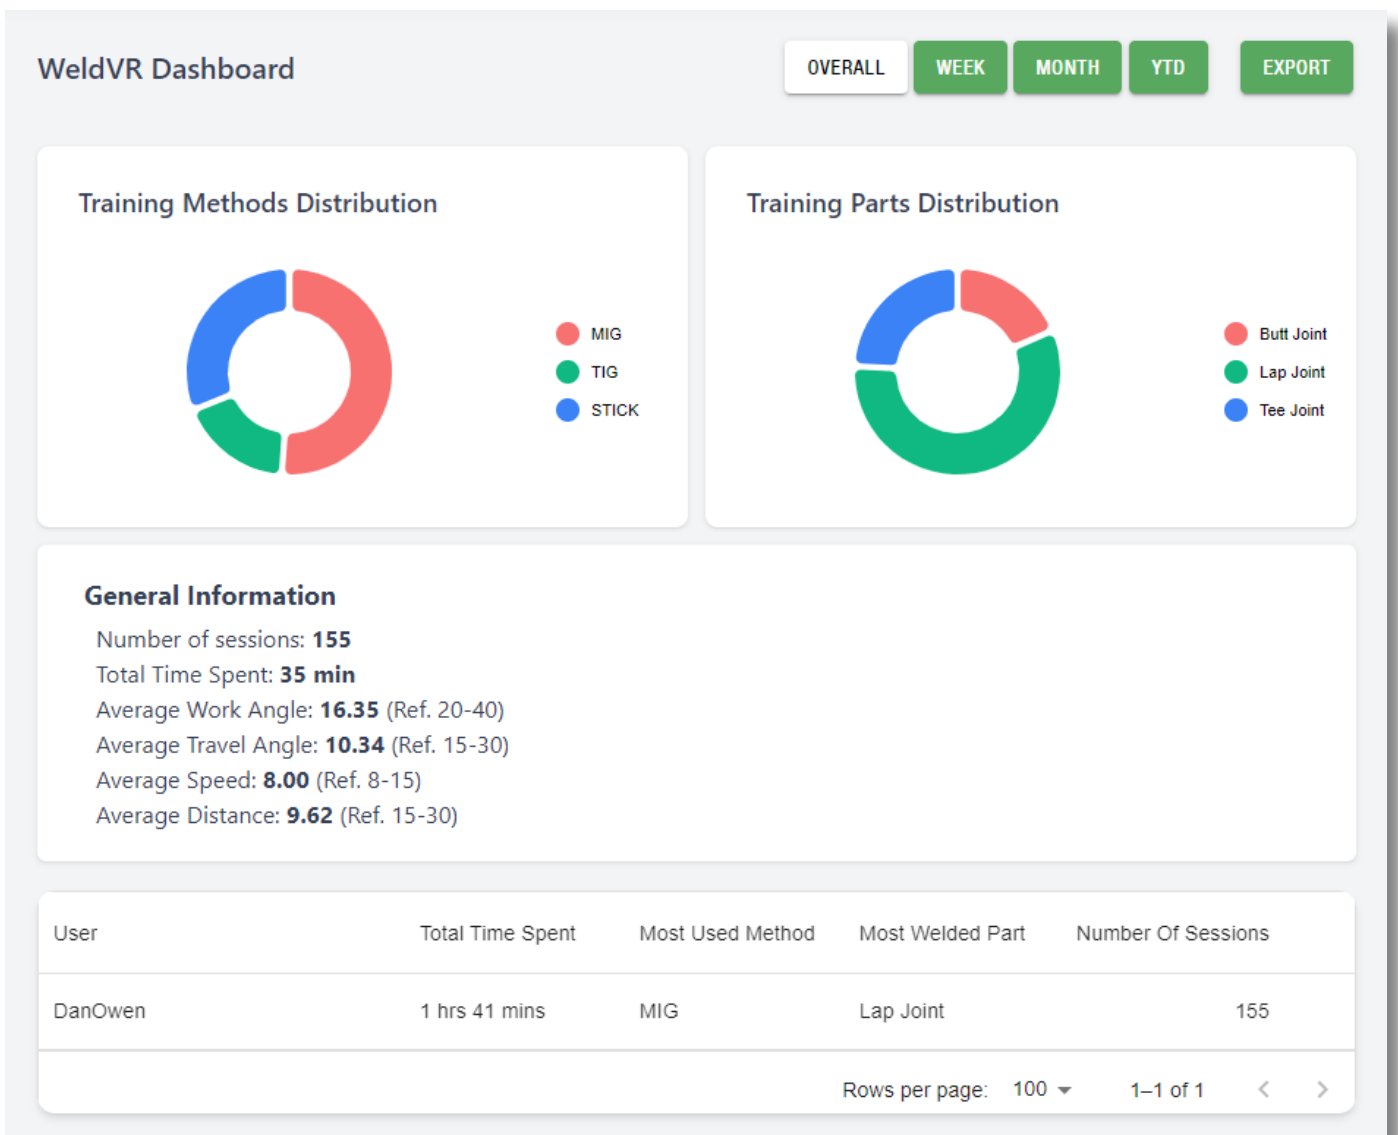 WeldVR Dashboard
OVERALL WEEK MONTH YTD EXPORT
Training Methods Distribution
MIG
TIG
STICK
Training Parts Distribution
Butt Joint
Lap Joint
Tee Joint
General Information
Number of sessions: 155
Total Time Spent: 35 min
Average Work Angle: 16.35 (Ref. 20-40)
Average Travel Angle: 10.34 (Ref. 15-30)
Average Speed: 8.00 (Ref. 8-15)
Average Distance: 9.62 (Ref. 15-30)
User Total Time Spent Most Used Method Most Welded Part Number Of Sessions
DanOwen 1 hrs 41 mins MIG Lap Joint 155
Rows per page: 100 1–1 of 1